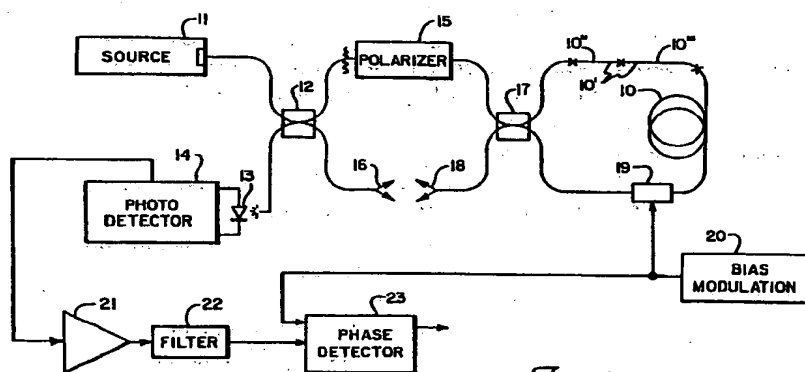 11
SOURCE
12
15
POLARIZER
17
10"
10'
10'''
10
14
PHOTO
DETECTOR
13
16
18
19
20
BIAS
MODULATION
21
22
FILTER
23
PHASE
DETECTOR